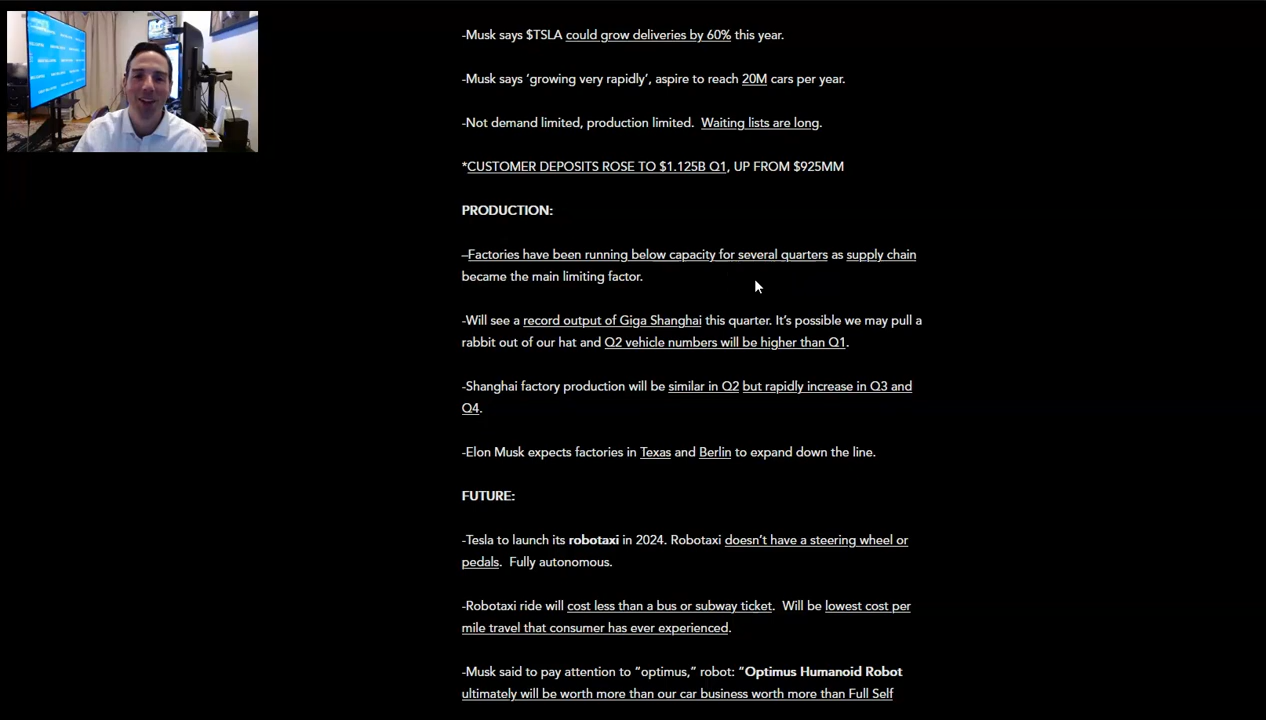 -Musk says $TSLA could grow deliveries by 60% this year.
-Musk says ‘growing very rapidly’, aspire to reach 20M cars per year.
-Not demand limited, production limited.  Waiting lists are long.
*CUSTOMER DEPOSITS ROSE TO $1.125B Q1, UP FROM $925MM
PRODUCTION:
–Factories have been running below capacity for several quarters as supply chain
became the main limiting factor.
-Will see a record output of Giga Shanghai this quarter. It’s possible we may pull a
rabbit out of our hat and Q2 vehicle numbers will be higher than Q1.
-Shanghai factory production will be similar in Q2 but rapidly increase in Q3 and
Q4.
-Elon Musk expects factories in Texas and Berlin to expand down the line.
FUTURE:
-Tesla to launch its robotaxi in 2024. Robotaxi doesn’t have a steering wheel or
pedals.  Fully autonomous.
-Robotaxi ride will cost less than a bus or subway ticket.  Will be lowest cost per
mile travel that consumer has ever experienced.
-Musk said to pay attention to “optimus,” robot: “Optimus Humanoid Robot
ultimately will be worth more than our car business worth more than Full Self